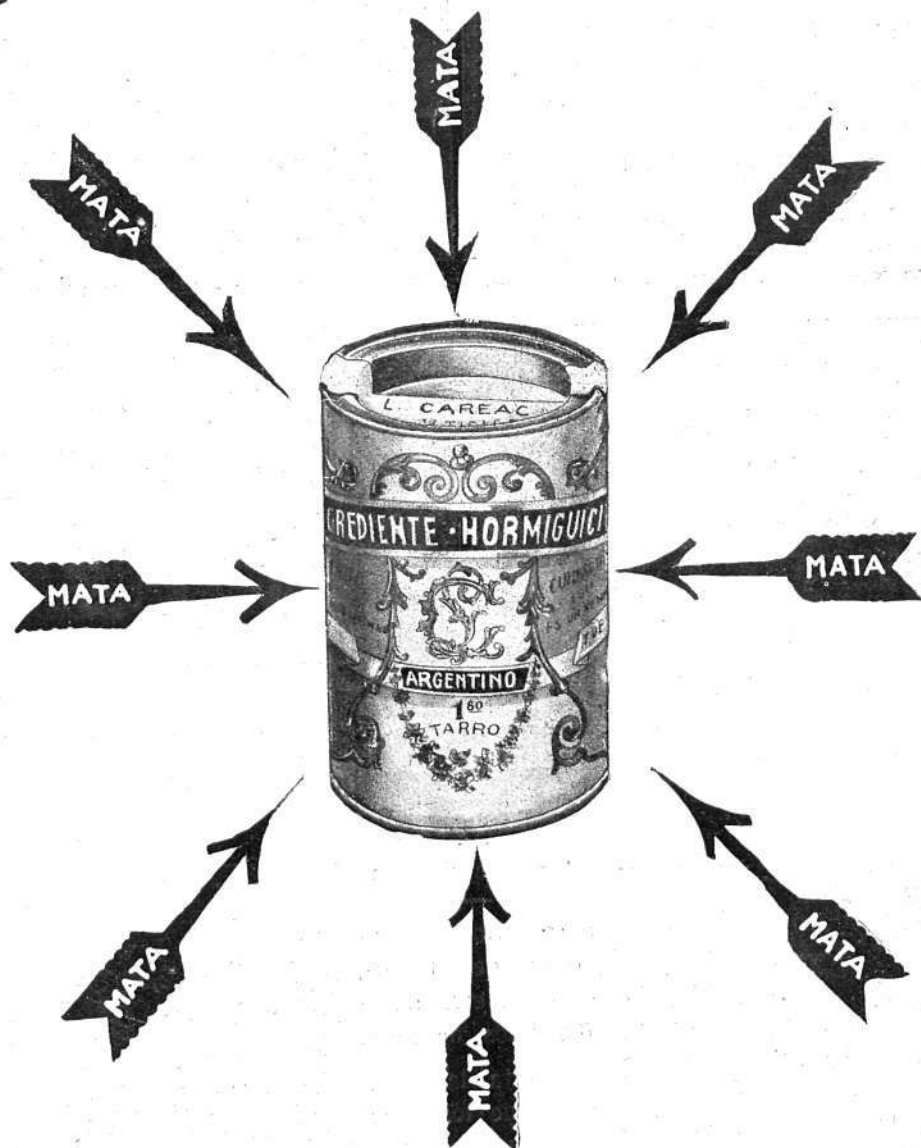 MATA
MATA
MATA
L. CAREAC
REDIENTE · HORMIGUICI
MATA
MATA
ARGENTINO
1 60
TARRO
MATA
MATA
MATA